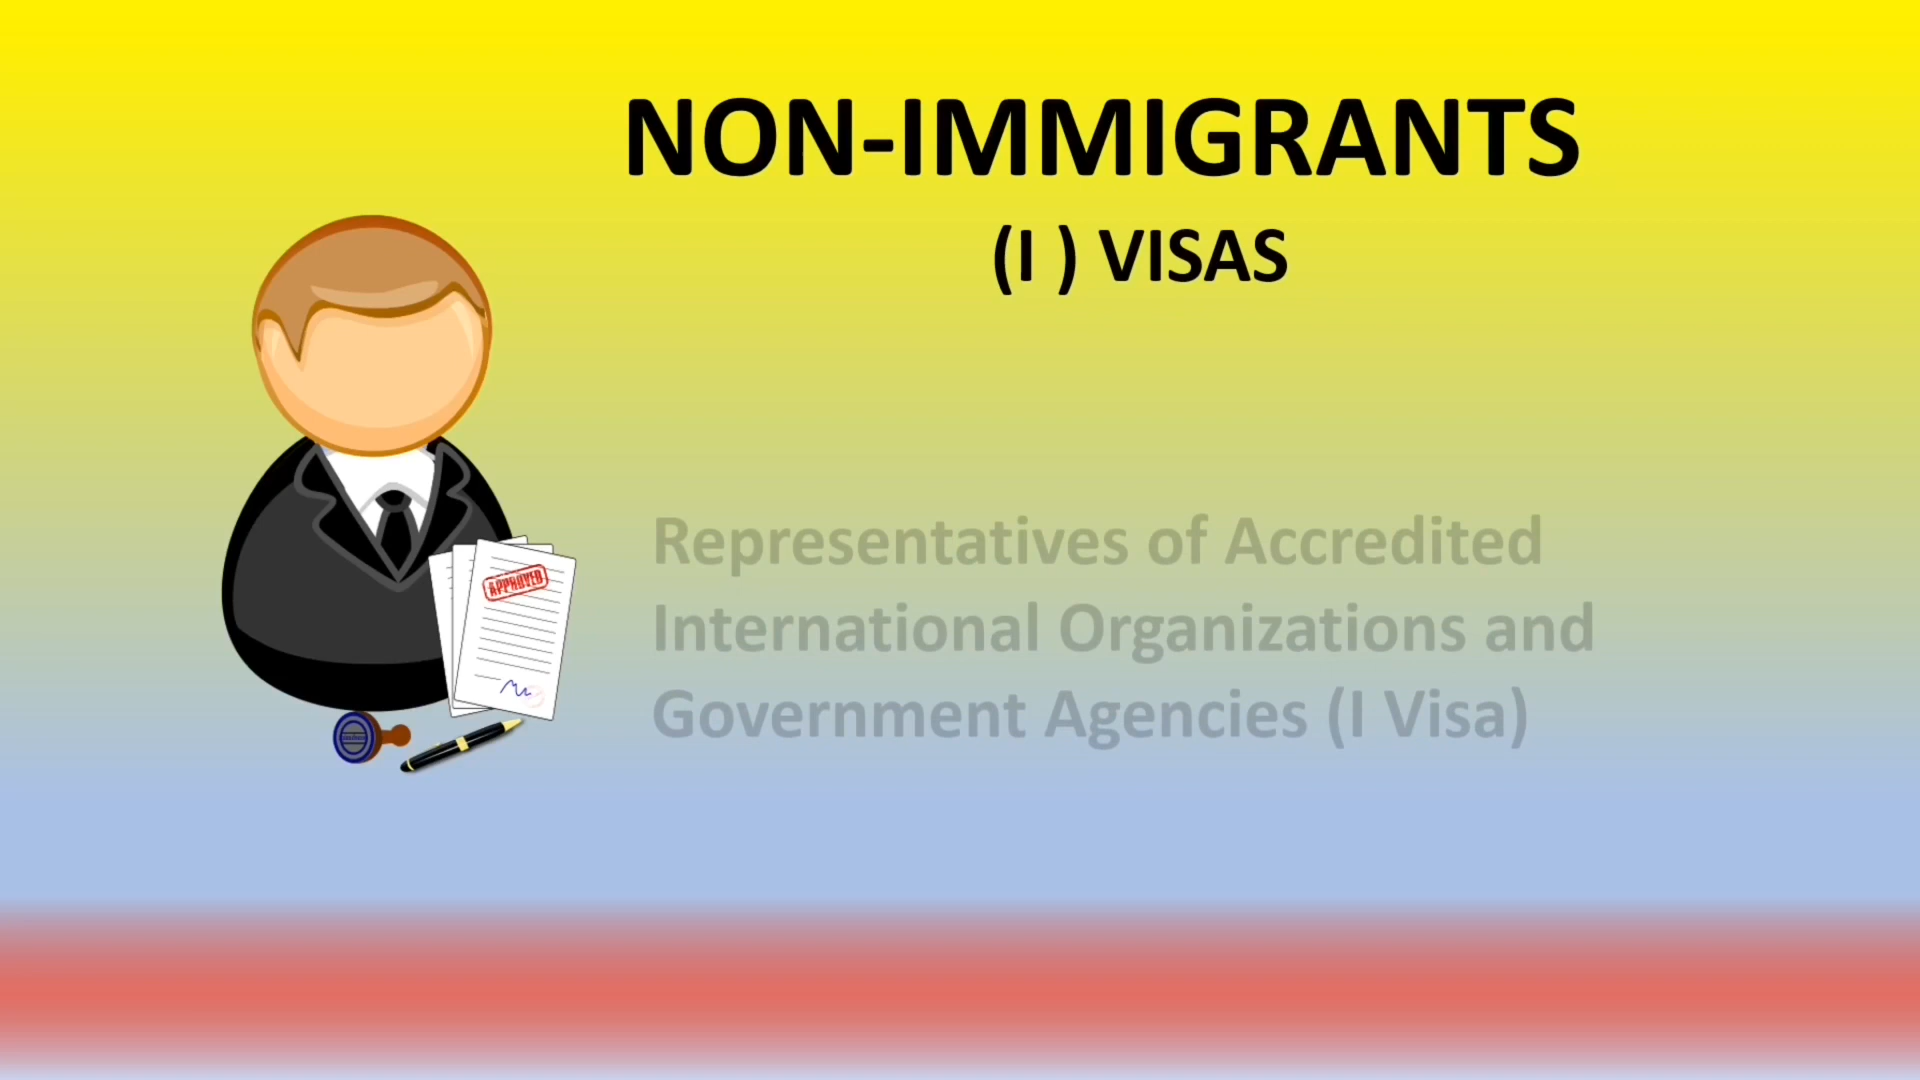 NON-IMMIGRANTS
(I ) VISAS
APPROVED
Representatives of Accredited
International Organizations and
Government Agencies (I Visa)